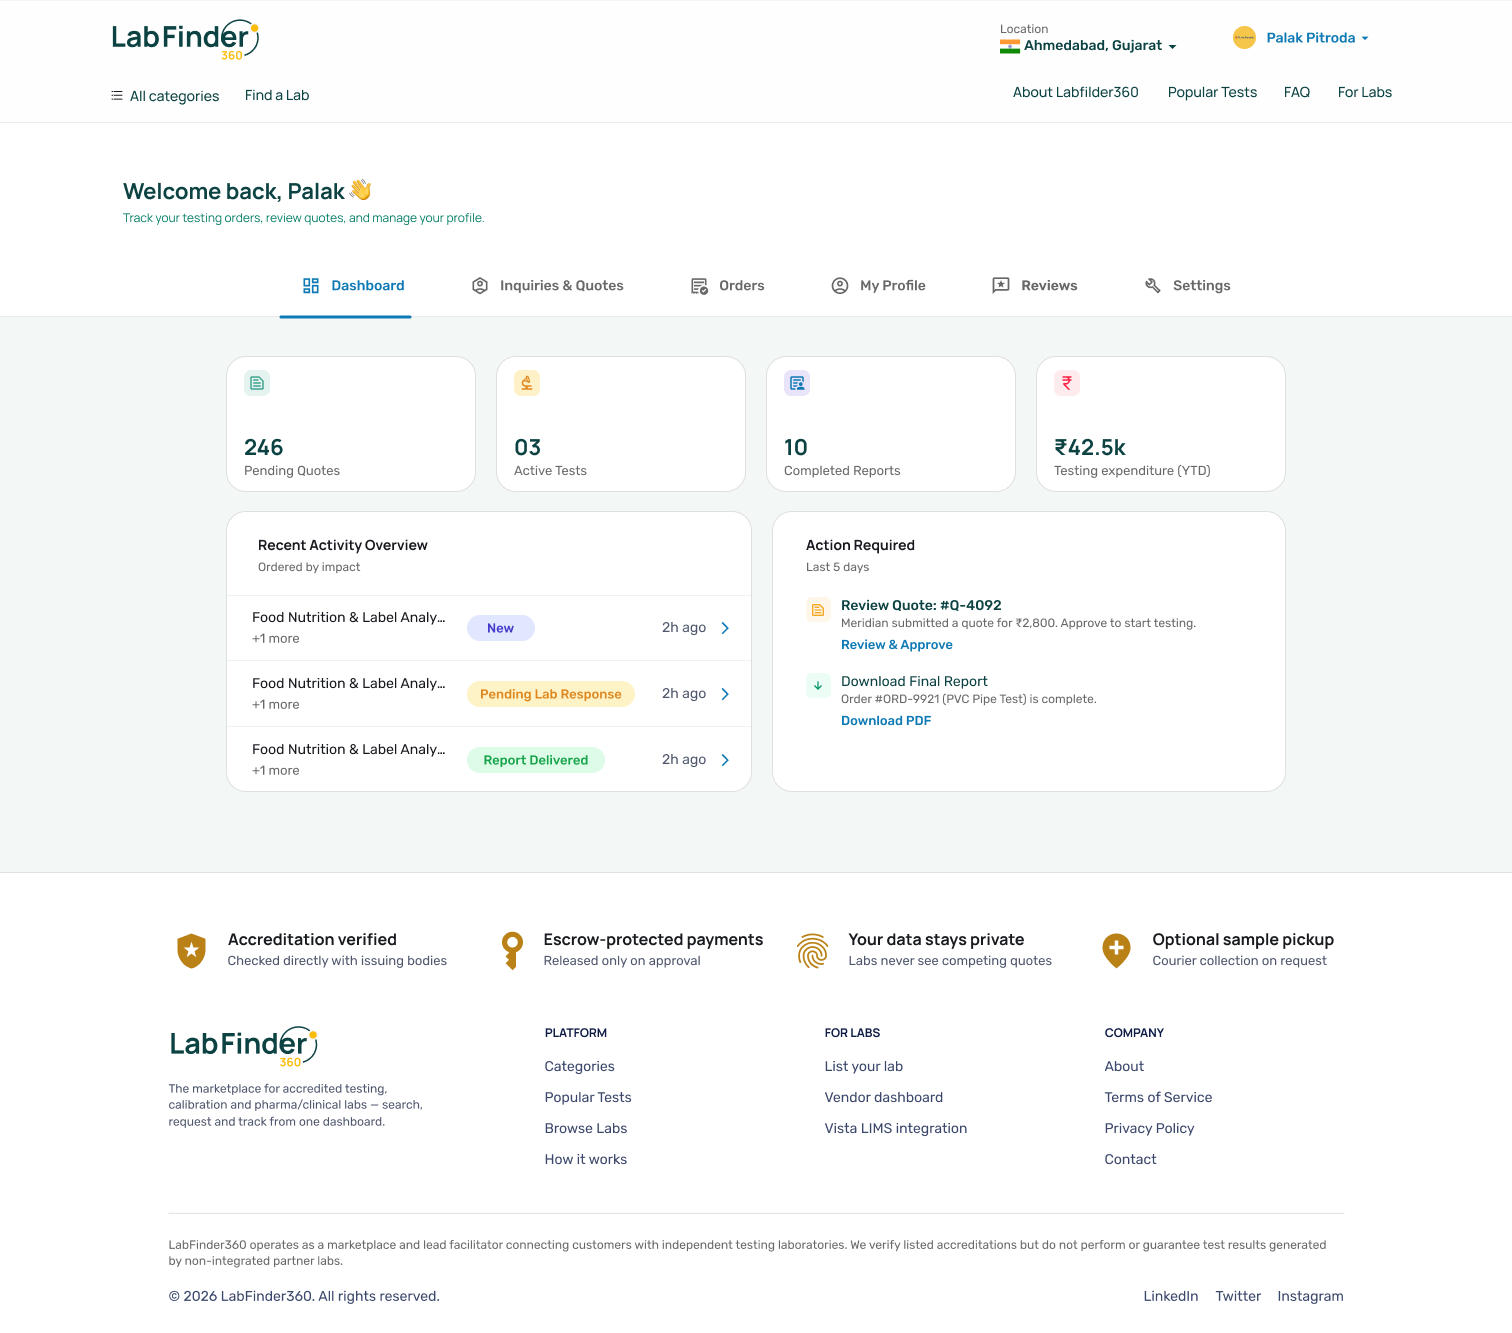 LabFinder
360
Location
Ahmedabad, Gujarat
Palak Pitroda
All categories
Find a Lab
About Labfilder360
Popular Tests
FAQ
For Labs
Welcome back, Palak 👋
Track your testing orders, review quotes, and manage your profile.
Dashboard
Inquiries & Quotes
Orders
My Profile
Reviews
Settings
246
Pending Quotes
03
Active Tests
10
Completed Reports
₹42.5k
Testing expenditure (YTD)
Recent Activity Overview
Ordered by impact
Food Nutrition & Label Analy...
+1 more
New
2h ago
Food Nutrition & Label Analy...
+1 more
Pending Lab Response
2h ago
Food Nutrition & Label Analy...
+1 more
Report Delivered
2h ago
Action Required
Last 5 days
Review Quote: #Q-4092
Meridian submitted a quote for ₹2,800. Approve to start testing.
Review & Approve
Download Final Report
Order #ORD-9921 (PVC Pipe Test) is complete.
Download PDF
Accreditation verified
Checked directly with issuing bodies
Escrow-protected payments
Released only on approval
Your data stays private
Labs never see competing quotes
Optional sample pickup
Courier collection on request
LabFinder
360
The marketplace for accredited testing,
calibration and pharma/clinical labs — search,
request and track from one dashboard.
PLATFORM
Categories
Popular Tests
Browse Labs
How it works
FOR LABS
List your lab
Vendor dashboard
Vista LIMS integration
COMPANY
About
Terms of Service
Privacy Policy
Contact
LabFinder360 operates as a marketplace and lead facilitator connecting customers with independent testing laboratories. We verify listed accreditations but do not perform or guarantee test results generated
by non-integrated partner labs.
© 2026 LabFinder360. All rights reserved.
LinkedIn
Twitter
Instagram